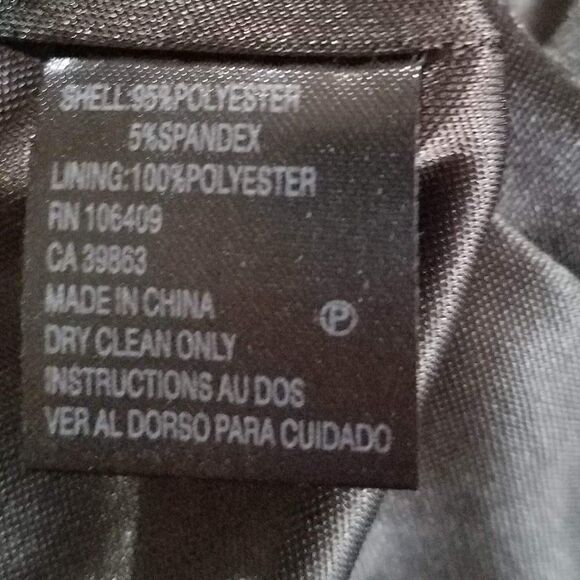 SHELL:95%POLYESTER
5%SPANDEX
LINING:100%POLYESTER
RN 106409
CA 39863
MADE IN CHINA
P
DRY CLEAN ONLY
INSTRUCTIONS AU DOS
VER AL DORSO PARA CUIDADO